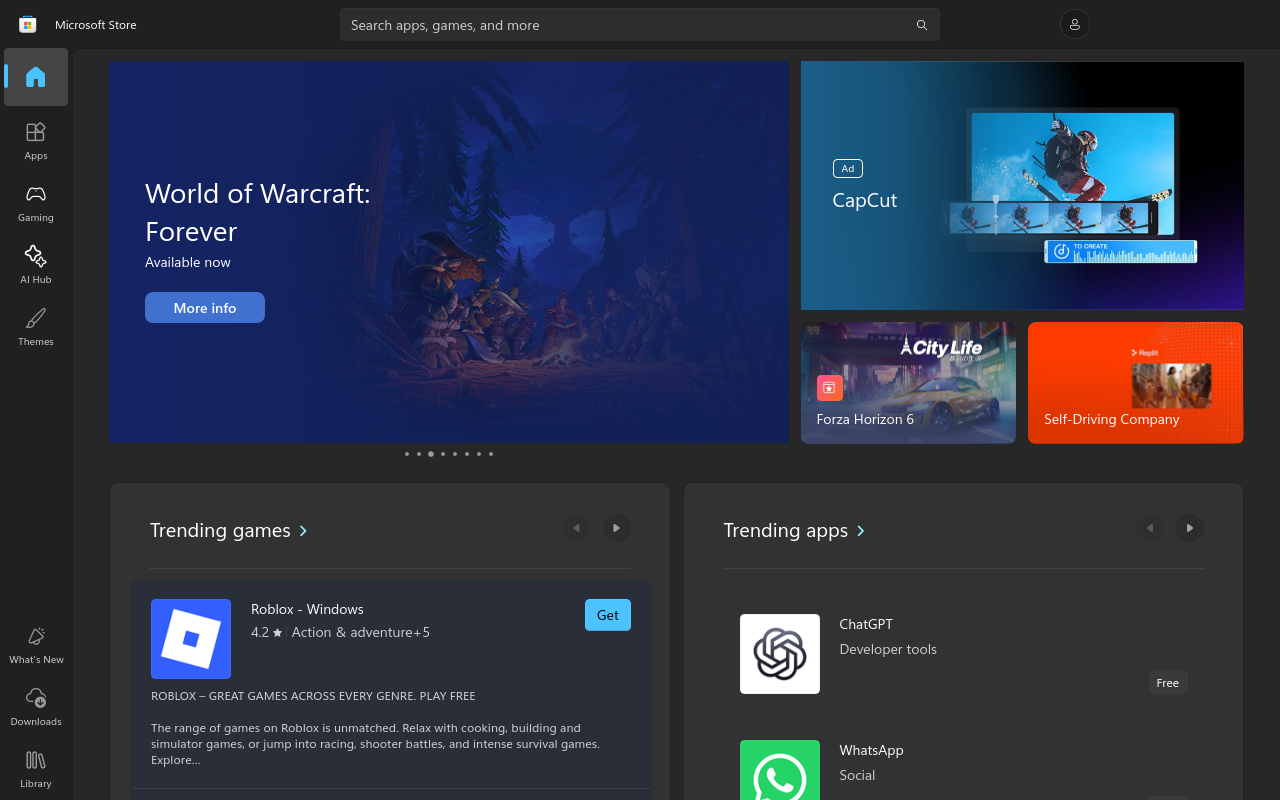 Microsoft Store
Search apps, games, and more
Apps
Gaming
AI Hub
Themes
What's New
Downloads
Library
World of Warcraft:
Forever
Available now
More info
Ad
CapCut
TO CREATE
City Life
Forza Horizon 6
Replit
Self-Driving Company
Trending games
Roblox - Windows
4.2 ★ Action & adventure+5
Get
ROBLOX – GREAT GAMES ACROSS EVERY GENRE. PLAY FREE
The range of games on Roblox is unmatched. Relax with cooking, building and
simulator games, or jump into racing, shooter battles, and intense survival games.
Explore...
Trending apps
ChatGPT
Developer tools
Free
WhatsApp
Social